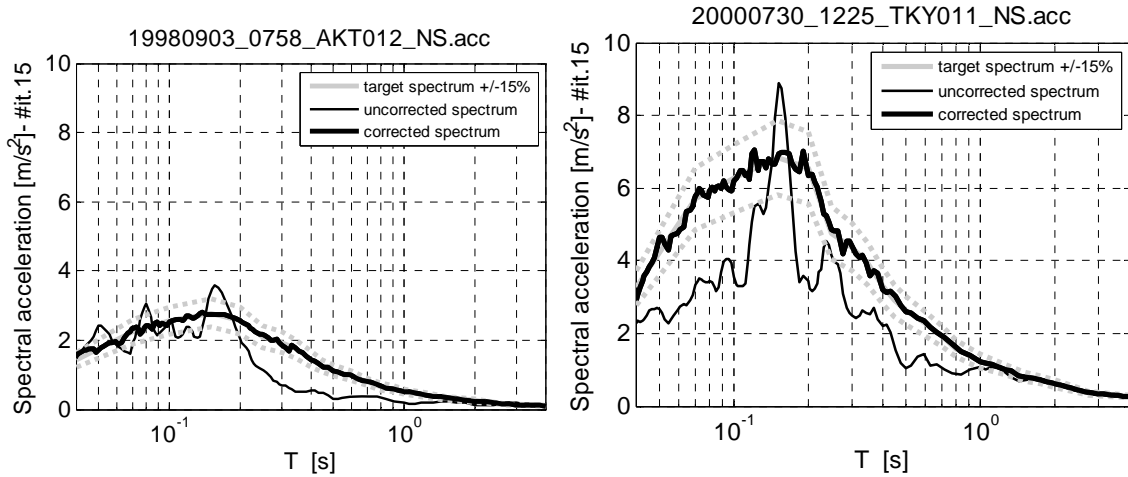 19980903_0758_AKT012_NS.acc
Spectral acceleration [m/s²]- #it.15
10
8
6
4
2
0
target spectrum +/-15%
uncorrected spectrum
corrected spectrum
10⁻¹
10⁰
T [s]
20000730_1225_TKY011_NS.acc
Spectral acceleration [m/s²]- #it.15
10
8
6
4
2
0
target spectrum +/-15%
uncorrected spectrum
corrected spectrum
10⁻¹
10⁰
T [s]